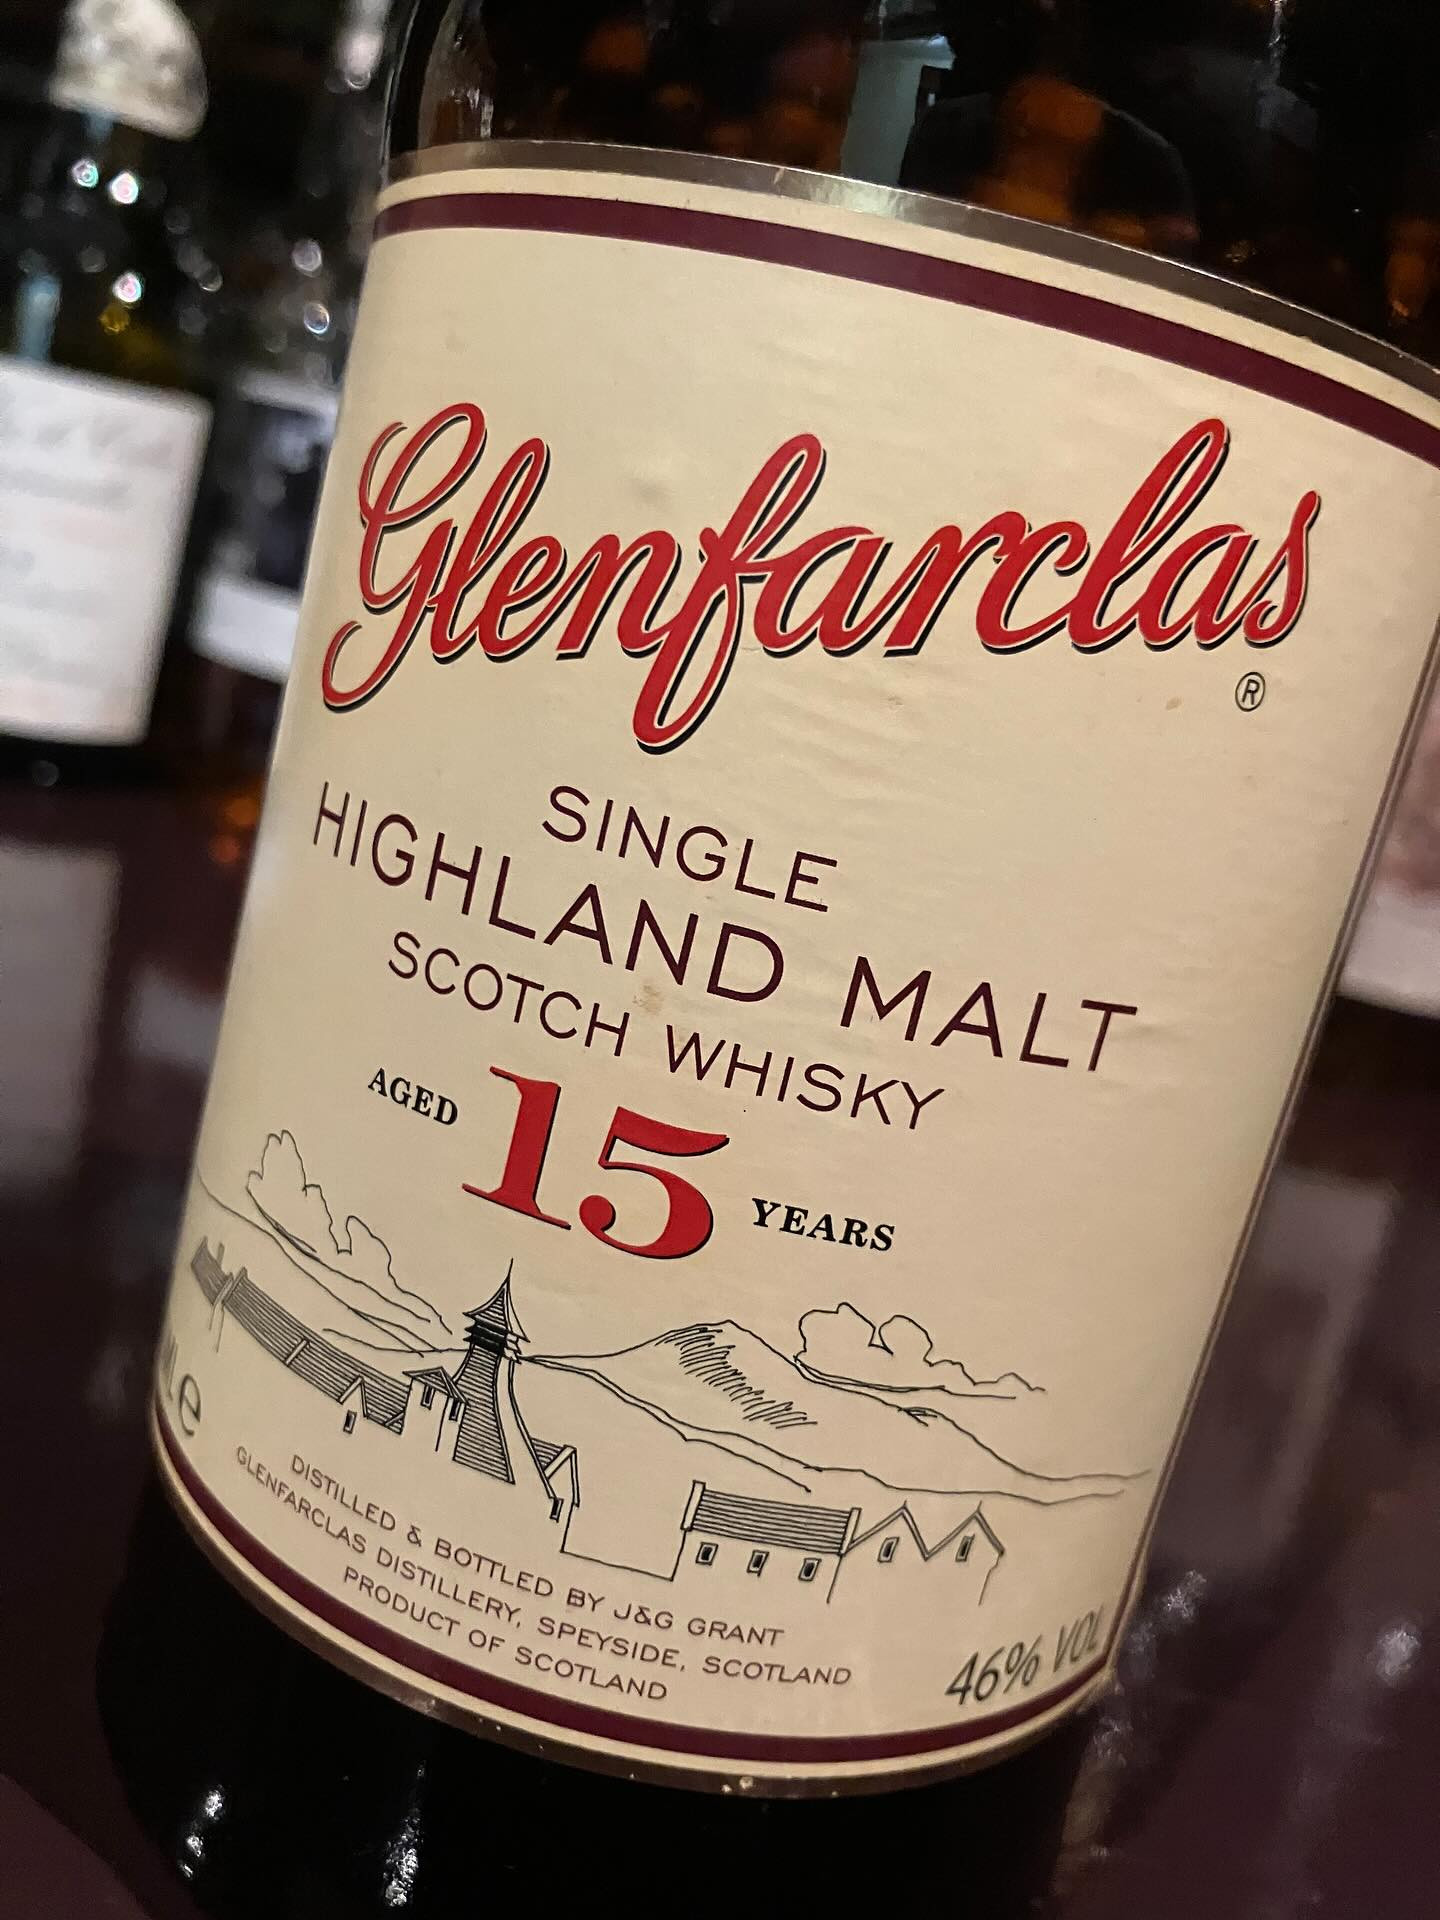 Glenfarclas
®
SINGLE
HIGHLAND MALT
SCOTCH WHISKY
AGED 15 YEARS
e
DISTILLED & BOTTLED BY J&G GRANT
GLENFARCLAS DISTILLERY, SPEYSIDE, SCOTLAND
PRODUCT OF SCOTLAND
46% VOL